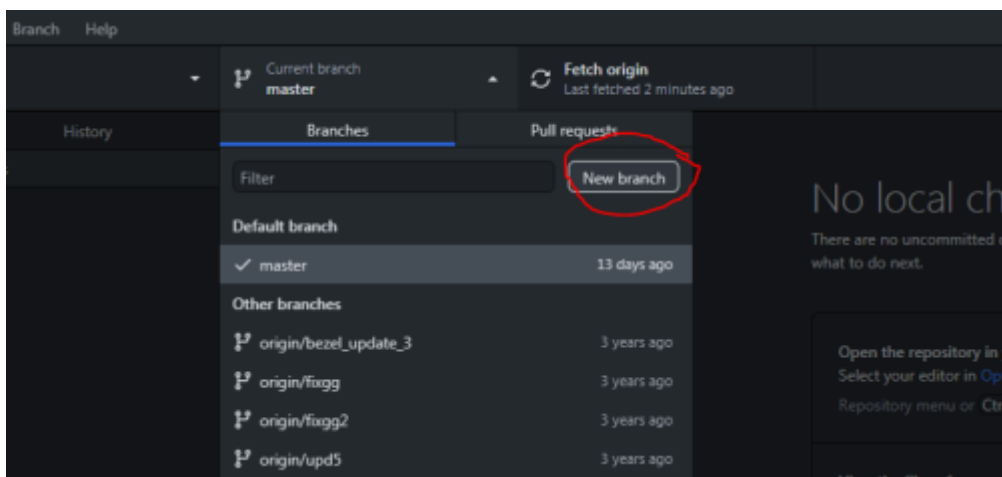 Branch Help
Current branch
master
Fetch origin
Last fetched 2 minutes ago
History
Branches
Pull requests
Filter
New branch
Default branch
master 13 days ago
Other branches
origin/bezel_update_3 3 years ago
origin/fixgg 3 years ago
origin/fixgg2 3 years ago
origin/upd5 3 years ago
No local ch
There are no uncommitted
what to do next.
Open the repository in
Select your editor in Op
Repository menu or Ctr